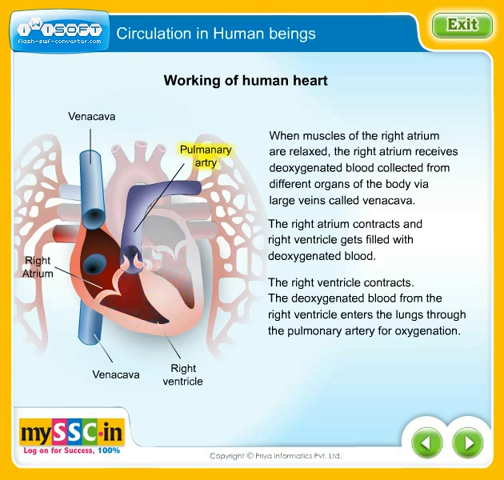 iWiSOFT
flash-swf-converter.com
Circulation in Human beings
Exit
Working of human heart
Venacava
Pulmanary
artry
Right
Atrium
Venacava
Right
ventricle
When muscles of the right atrium
are relaxed, the right atrium receives
deoxygenated blood collected from
different organs of the body via
large veins called venacava.
The right atrium contracts and
right ventricle gets filled with
deoxygenated blood.
The right ventricle contracts.
The deoxygenated blood from the
right ventricle enters the lungs through
the pulmonary artery for oxygenation.
mySSC.in
Log on for Success, 100%
Copyright © Priva Informatics Pvt. Ltd.